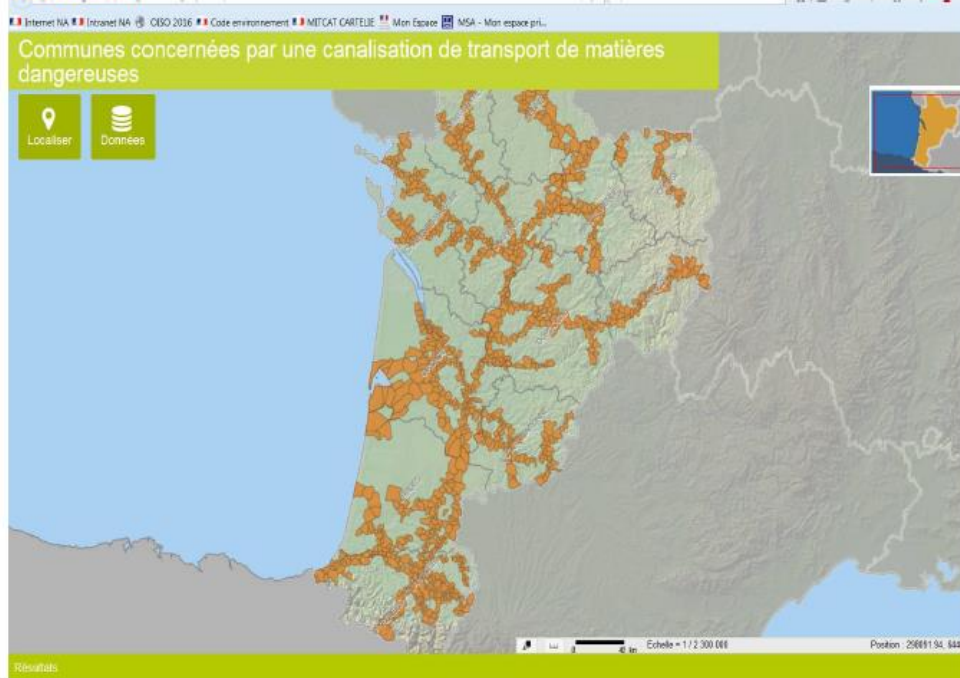 Internet NA Intranet NA OISO 2016 Code environnement MITCAT CARTELIE Mon Espace MSA - Mon espace pri...
Communes concernées par une canalisation de transport de matières
dangereuses
Localiser Données
0 40 km Echelle = 1 / 2 300 000 Position : 298091.94, 644
Résultats